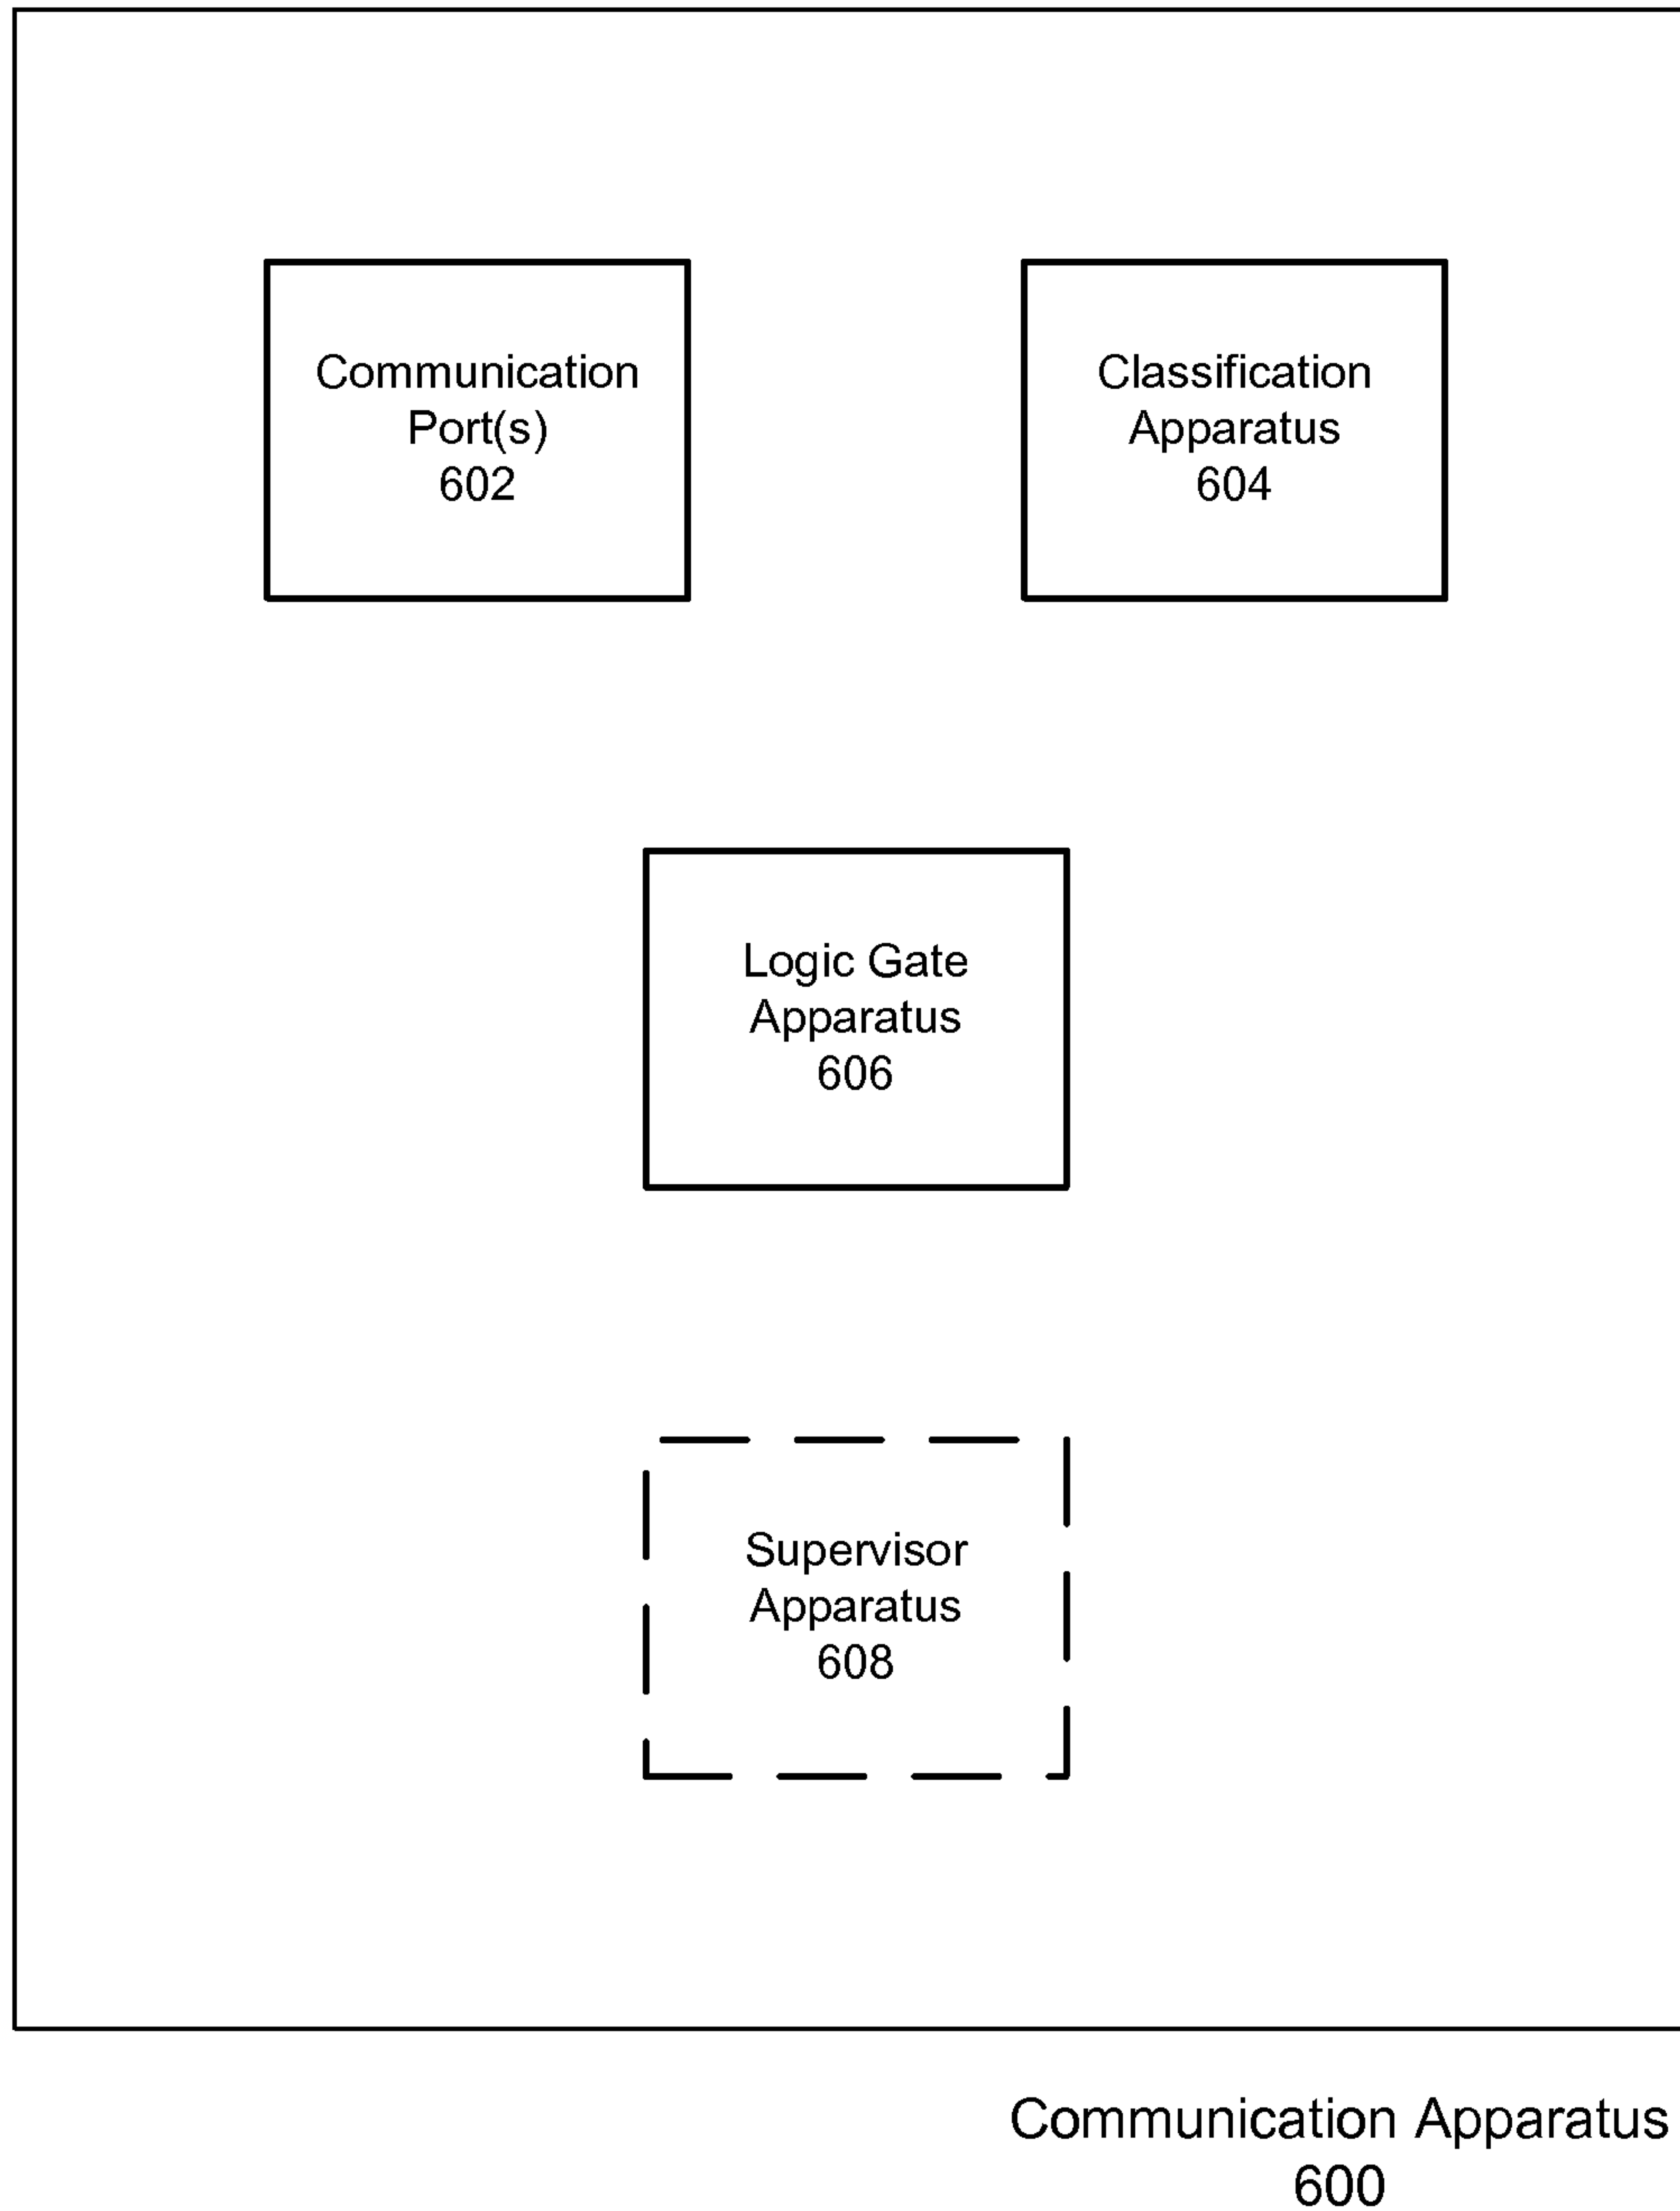 Communication
Port(s)
602
Classification
Apparatus
604
Logic Gate
Apparatus
606
Supervisor
Apparatus
608
Communication Apparatus
600